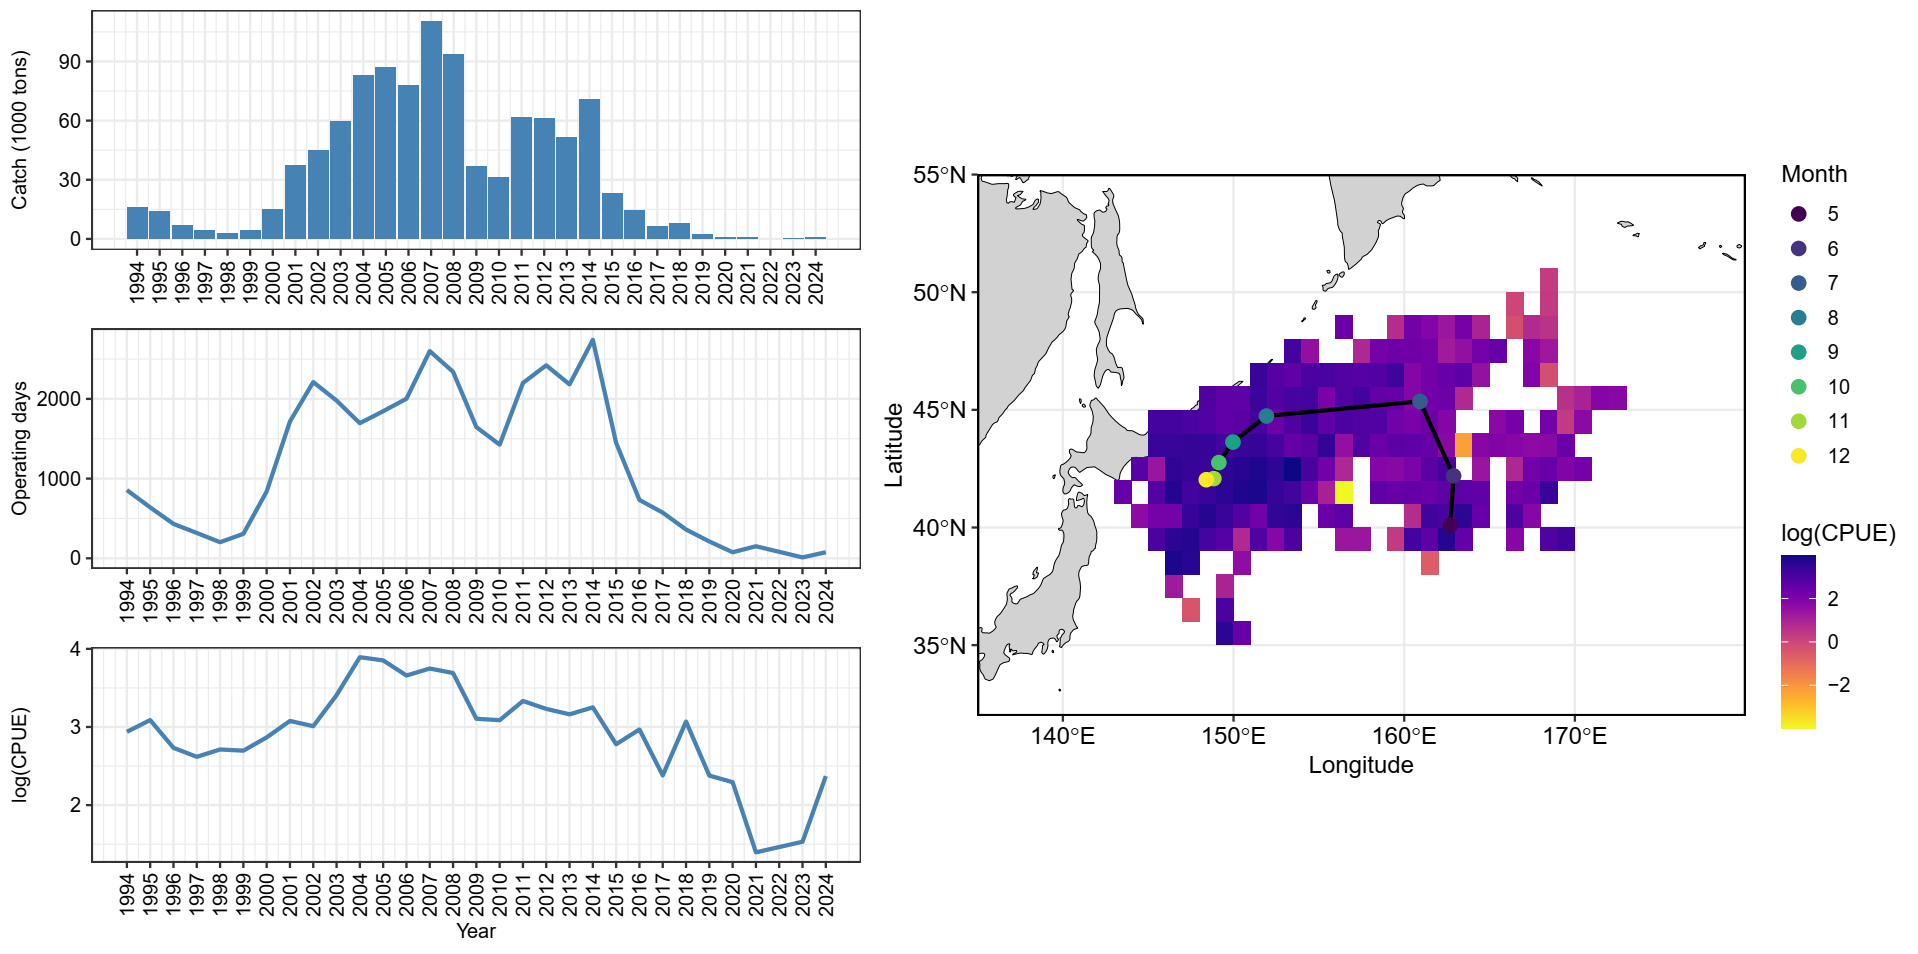 Catch (1000 tons)
90
60
30
0
1994 1995 1996 1997 1998 1999 2000 2001 2002 2003 2004 2005 2006 2007 2008 2009 2010 2011 2012 2013 2014 2015 2016 2017 2018 2019 2020 2021 2022 2023 2024
Operating days
2000
1000
0
1994 1995 1996 1997 1998 1999 2000 2001 2002 2003 2004 2005 2006 2007 2008 2009 2010 2011 2012 2013 2014 2015 2016 2017 2018 2019 2020 2021 2022 2023 2024
log(CPUE)
4
3
2
1994 1995 1996 1997 1998 1999 2000 2001 2002 2003 2004 2005 2006 2007 2008 2009 2010 2011 2012 2013 2014 2015 2016 2017 2018 2019 2020 2021 2022 2023 2024
Year
Latitude
55°N
50°N
45°N
40°N
35°N
140°E 150°E 160°E 170°E
Longitude
Month
5
6
7
8
9
10
11
12
log(CPUE)
2
0
−2